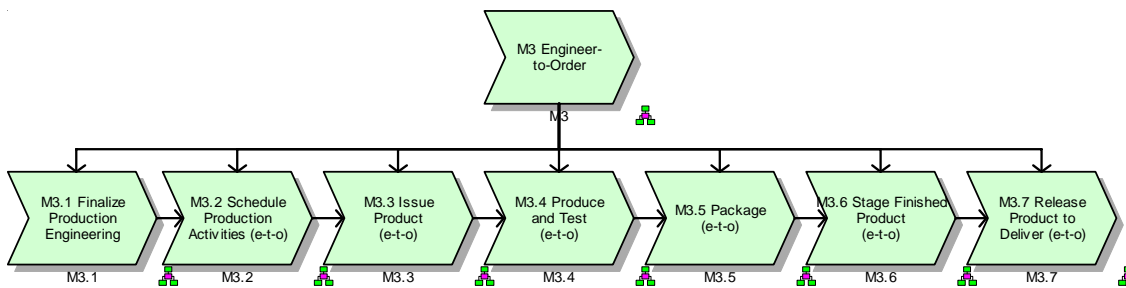 M3 Engineer-
to-Order
M3
M3.1 Finalize
Production
Engineering
M3.1
M3.2 Schedule
Production
Activities (e-t-o)
M3.2
M3.3 Issue
Product
(e-t-o)
M3.3
M3.4 Produce
and Test
(e-t-o)
M3.4
M3.5 Package
(e-t-o)
M3.5
M3.6 Stage Finished
Product
(e-t-o)
M3.6
M3.7 Release
Product to
Deliver (e-t-o)
M3.7